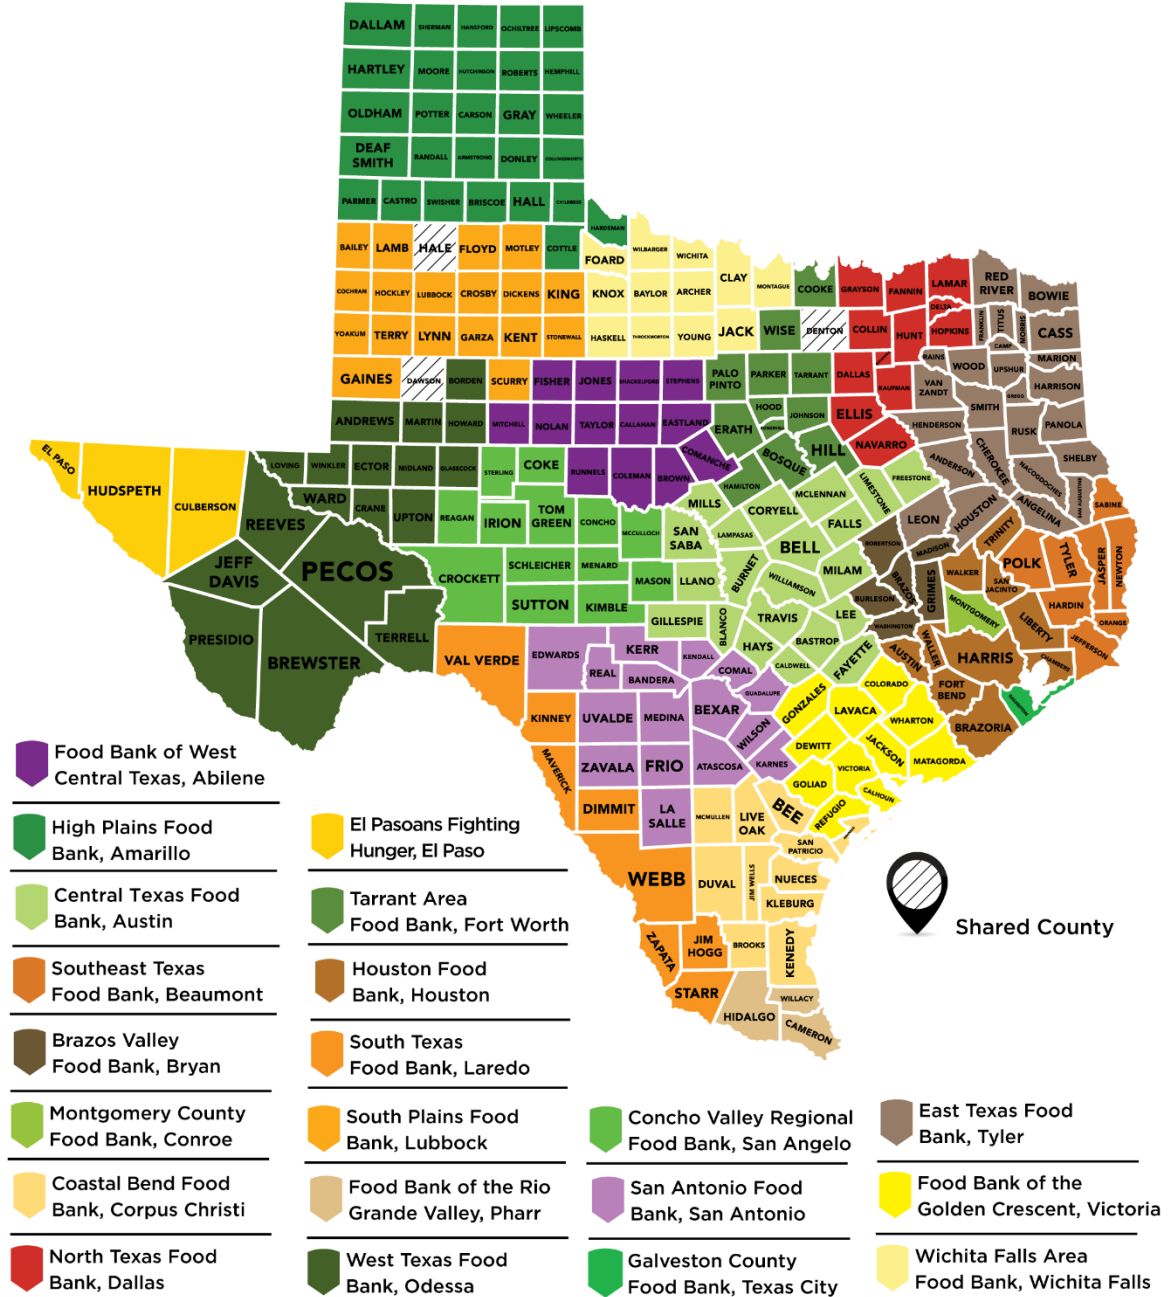 DALLAM SHERMAN HANSFORD OCHILTREE LIPSCOMB
HARTLEY MOORE HUTCHINSON ROBERTS HEMPHILL
OLDHAM POTTER CARSON GRAY WHEELER
DEAF
SMITH RANDALL ARMSTRONG DONLEY COLLINGSWORTH
PARMER CASTRO SWISHER BRISCOE HALL CHILDRESS
HARDEMAN
BAILEY LAMB HALE FLOYD MOTLEY COTTLE FOARD WILBARGER WICHITA
COCHRAN HOCKLEY LUBBOCK CROSBY DICKENS KING KNOX BAYLOR ARCHER CLAY MONTAGUE COOKE GRAYSON FANNIN LAMAR RED
RIVER BOWIE
DELTA
YOAKUM TERRY LYNN GARZA KENT STONEWALL HASKELL THROCKMORTON YOUNG JACK WISE DENTON COLLIN HUNT HOPKINS FRANKLIN TITUS MORRIS CASS
CAMP
GAINES DAWSON BORDEN SCURRY FISHER JONES SHACKELFORD STEPHENS PALO
PINTO PARKER TARRANT DALLAS KAUFMAN RAINS WOOD UPSHUR MARION
VAN
ZANDT GREGG HARRISON
ANDREWS MARTIN HOWARD MITCHELL NOLAN TAYLOR CALLAHAN EASTLAND ERATH HOOD JOHNSON ELLIS SMITH
HENDERSON RUSK PANOLA
NAVARRO
EL PASO HUDSPETH CULBERSON
LOVING WINKLER ECTOR MIDLAND GLASSCOCK STERLING COKE RUNNELS COLEMAN BROWN COMANCHE BOSQUE HILL
HAMILTON MILLS LIMESTONE FREESTONE ANDERSON CHEROKEE NACOGDOCHES SHELBY
REEVES WARD CRANE UPTON REAGAN IRION TOM
GREEN CONCHO MCCULLOCH SAN
SABA LAMPASAS CORYELL MCLENNAN FALLS LEON HOUSTON ANGELINA SAN AUGUSTINE SABINE
JEFF
DAVIS PECOS CROCKETT SCHLEICHER MENARD MASON LLANO BURNET BELL MILAM ROBERTSON MADISON TRINITY POLK TYLER JASPER NEWTON
SUTTON KIMBLE WILLIAMSON BURLESON BRAZOS GRIMES WALKER SAN
JACINTO
MONTGOMERY LIBERTY HARDIN ORANGE
PRESIDIO BREWSTER TERRELL GILLESPIE BLANCO TRAVIS LEE WASHINGTON
BASTROP HAYS CALDWELL FAYETTE AUSTIN WALLER HARRIS CHAMBERS JEFFERSON
VAL VERDE EDWARDS REAL KERR BANDERA KENDALL COMAL
GUADALUPE GONZALES COLORADO FORT
BEND BRAZORIA GALVESTON
KINNEY UVALDE MEDINA BEXAR WILSON LAVACA WHARTON
MAVERICK ZAVALA FRIO ATASCOSA KARNES DEWITT JACKSON MATAGORDA
VICTORIA GOLIAD CALHOUN REFUGIO
DIMMIT LA
SALLE MCMULLEN LIVE
OAK BEE
SAN
PATRICIO
WEBB DUVAL JIM WELLS NUECES
KLEBURG
ZAPATA JIM
HOGG BROOKS KENEDY
STARR HIDALGO WILLACY
CAMERON
Food Bank of West
Central Texas, Abilene
High Plains Food
Bank, Amarillo
Central Texas Food
Bank, Austin
Southeast Texas
Food Bank, Beaumont
Brazos Valley
Food Bank, Bryan
Montgomery County
Food Bank, Conroe
Coastal Bend Food
Bank, Corpus Christi
North Texas Food
Bank, Dallas
El Pasoans Fighting
Hunger, El Paso
Tarrant Area
Food Bank, Fort Worth
Houston Food
Bank, Houston
South Texas
Food Bank, Laredo
South Plains Food
Bank, Lubbock
Food Bank of the Rio
Grande Valley, Pharr
West Texas Food
Bank, Odessa
Shared County
Concho Valley Regional
Food Bank, San Angelo
San Antonio Food
Bank, San Antonio
Galveston County
Food Bank, Texas City
East Texas Food
Bank, Tyler
Food Bank of the
Golden Crescent, Victoria
Wichita Falls Area
Food Bank, Wichita Falls